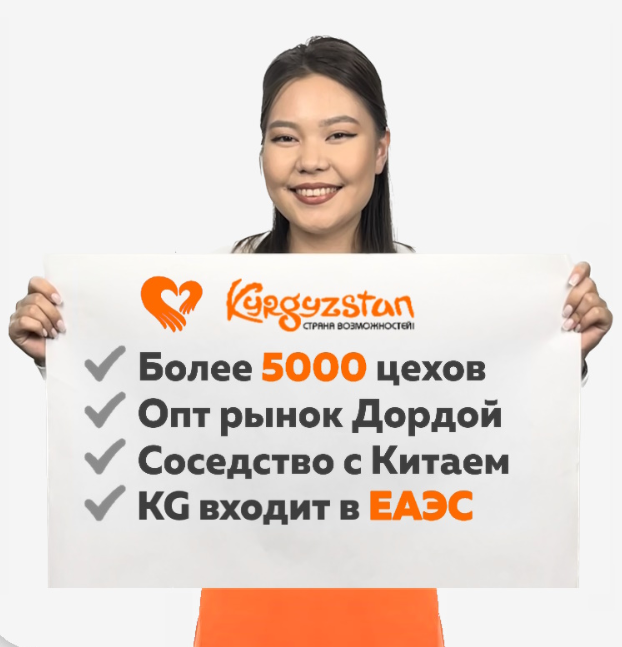 Kyrgyzstan
СТРАНА ВОЗМОЖНОСТЕЙ!
Более 5000 цехов
Опт рынок Дордой
Соседство с Китаем
KG входит в ЕАЭС